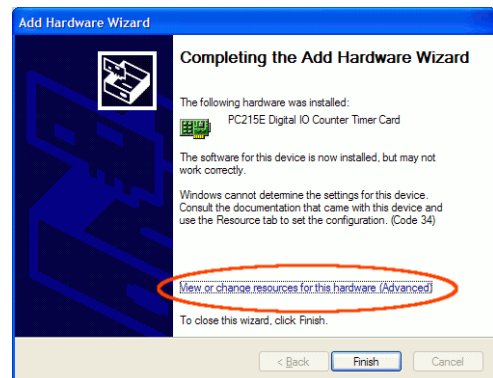 Add Hardware Wizard
Completing the Add Hardware Wizard
The following hardware was installed:
PC215E Digital IO Counter Timer Card
The software for this device is now installed, but may not
work correctly.
Windows cannot determine the settings for this device.
Consult the documentation that came with this device and
use the Resource tab to set the configuration. (Code 34)
View or change resources for this hardware (Advanced)
To close this wizard, click Finish.
< Back Finish Cancel